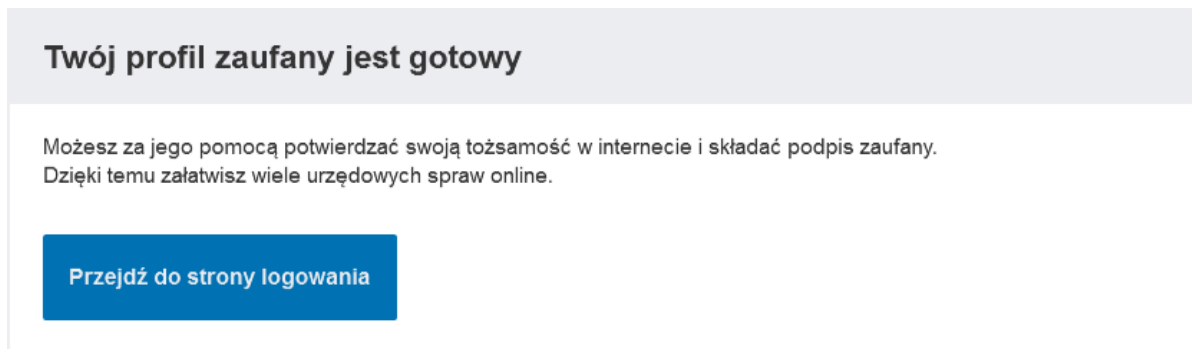 Twój profil zaufany jest gotowy
Możesz za jego pomocą potwierdzać swoją tożsamość w internecie i składać podpis zaufany.
Dzięki temu załatwisz wiele urzędowych spraw online.
Przejdź do strony logowania